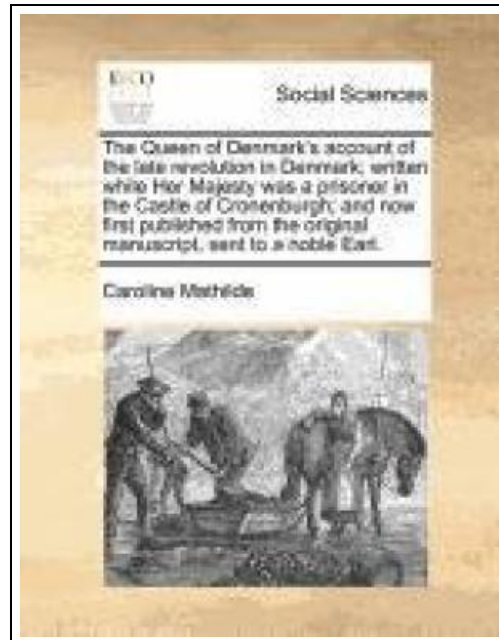 ECCO
Social Sciences
The Queen of Denmark's account of
the late revolution in Denmark; written
while Her Majesty was a prisoner in
the Castle of Cronenburgh; and now
first published from the original
manuscript, sent to a noble Earl.
Caroline Mathilde